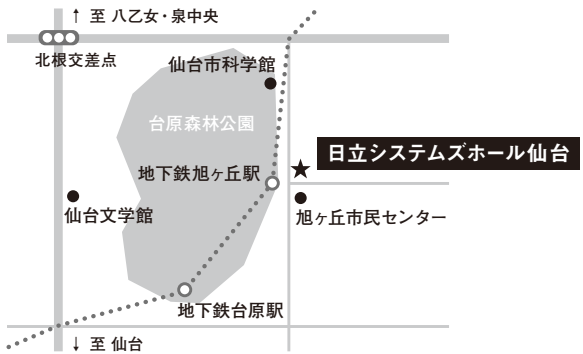 ↑ 至 八乙女・泉中央
北根交差点
仙台市科学館
台原森林公園
日立システムズホール仙台
地下鉄旭ヶ丘駅
仙台文学館
旭ヶ丘市民センター
地下鉄台原駅
↓ 至 仙台